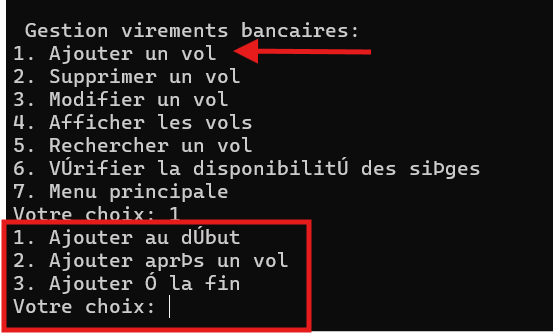 Gestion virements bancaires:
1. Ajouter un vol
2. Supprimer un vol
3. Modifier un vol
4. Afficher les vols
5. Rechercher un vol
6. VÚrifier la disponibilitÚ des siÞges
7. Menu principale
Votre choix: 1
1. Ajouter au dÚbut
2. Ajouter aprÞs un vol
3. Ajouter Ó la fin
Votre choix: